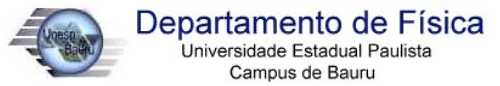 Unesp
Bauru
Departamento de Física
Universidade Estadual Paulista
Campus de Bauru